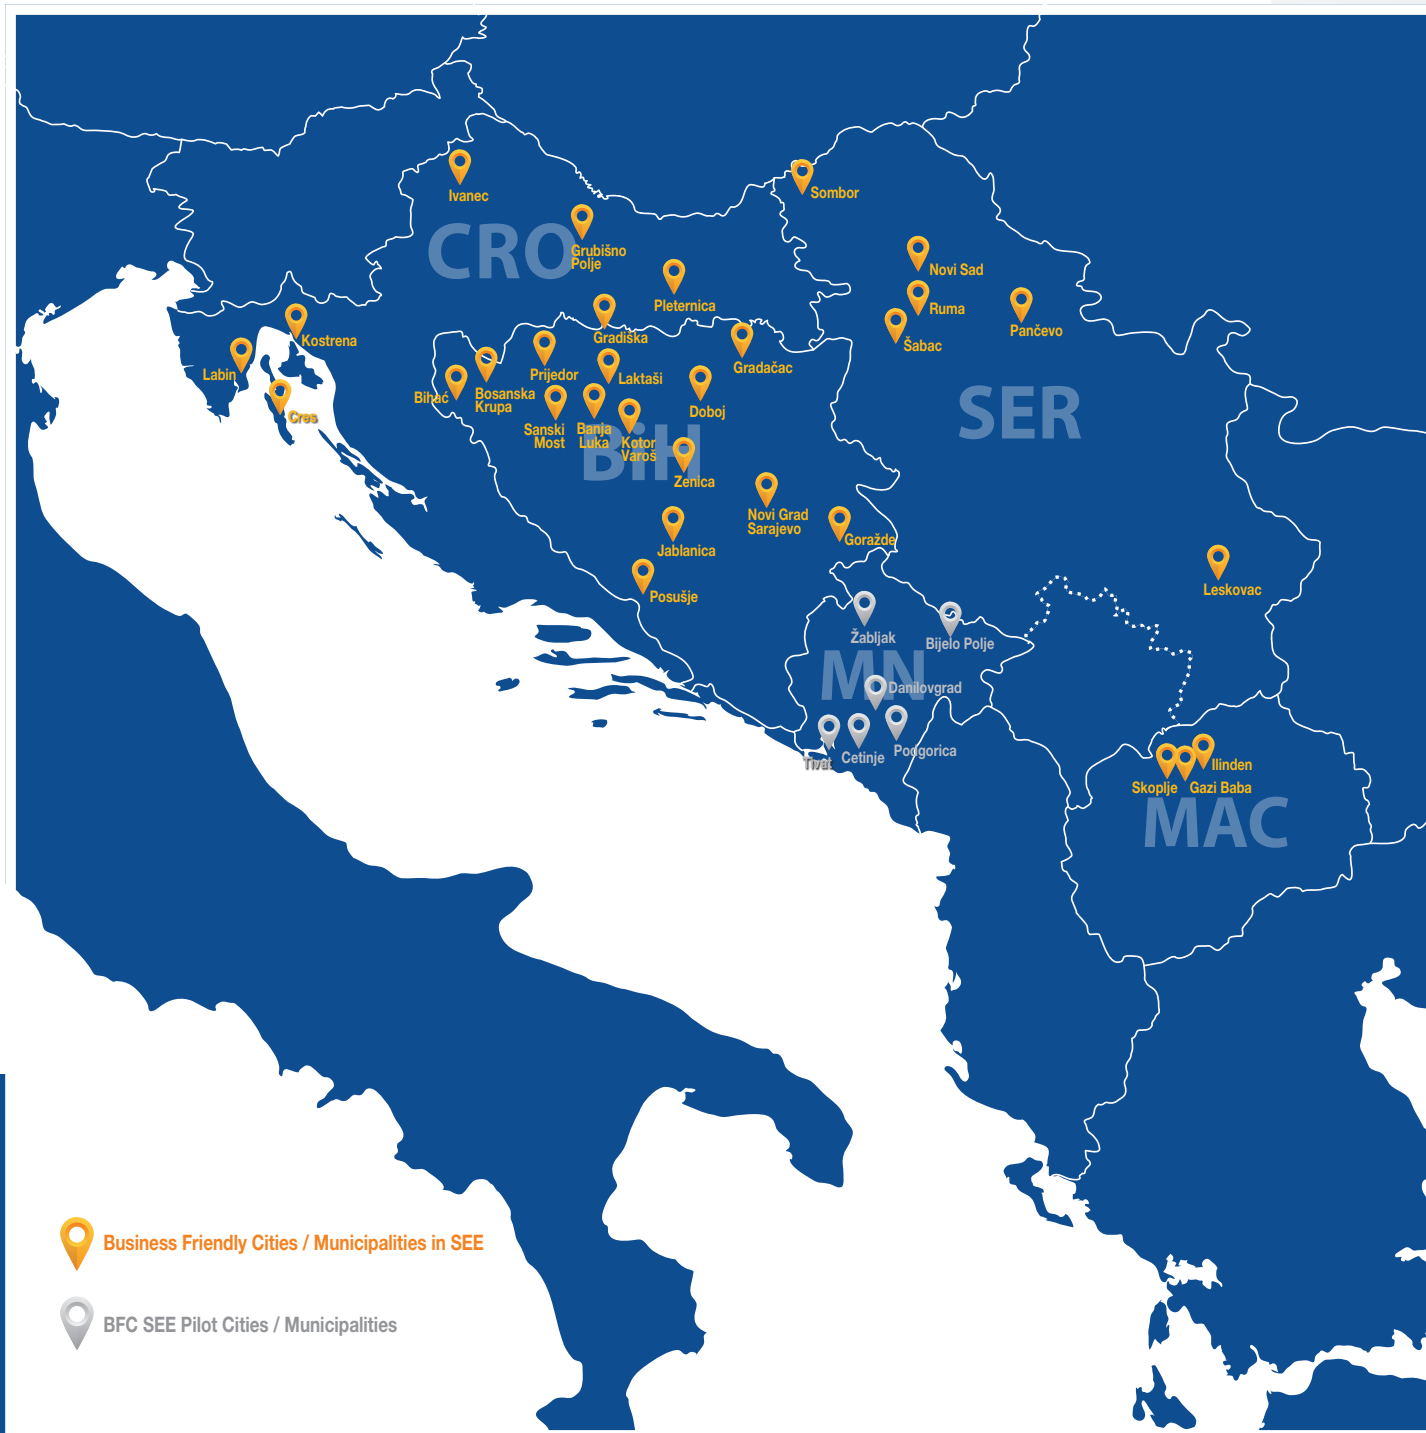 Ivanec
Sombor
CRO
Grubišno
Polje
Novi Sad
Pleternica
Ruma
Pančevo
Kostrena
Gradiška
Šabac
Labin
Prijedor
Laktaši
Gradačac
Bihać
Bosanska
Krupa
Cres
Doboj
SER
Sanski
Most
Banja
Luka
Kotor
Varoš
BiH
Zenica
Novi Grad
Sarajevo
Goražde
Jablanica
Posušje
Leskovac
Žabljak
Bijelo Polje
MN
Danilovgrad
Tivat
Cetinje
Podgorica
Ilinden
Skoplje
Gazi Baba
MAC
Business Friendly Cities / Municipalities in SEE
BFC SEE Pilot Cities / Municipalities